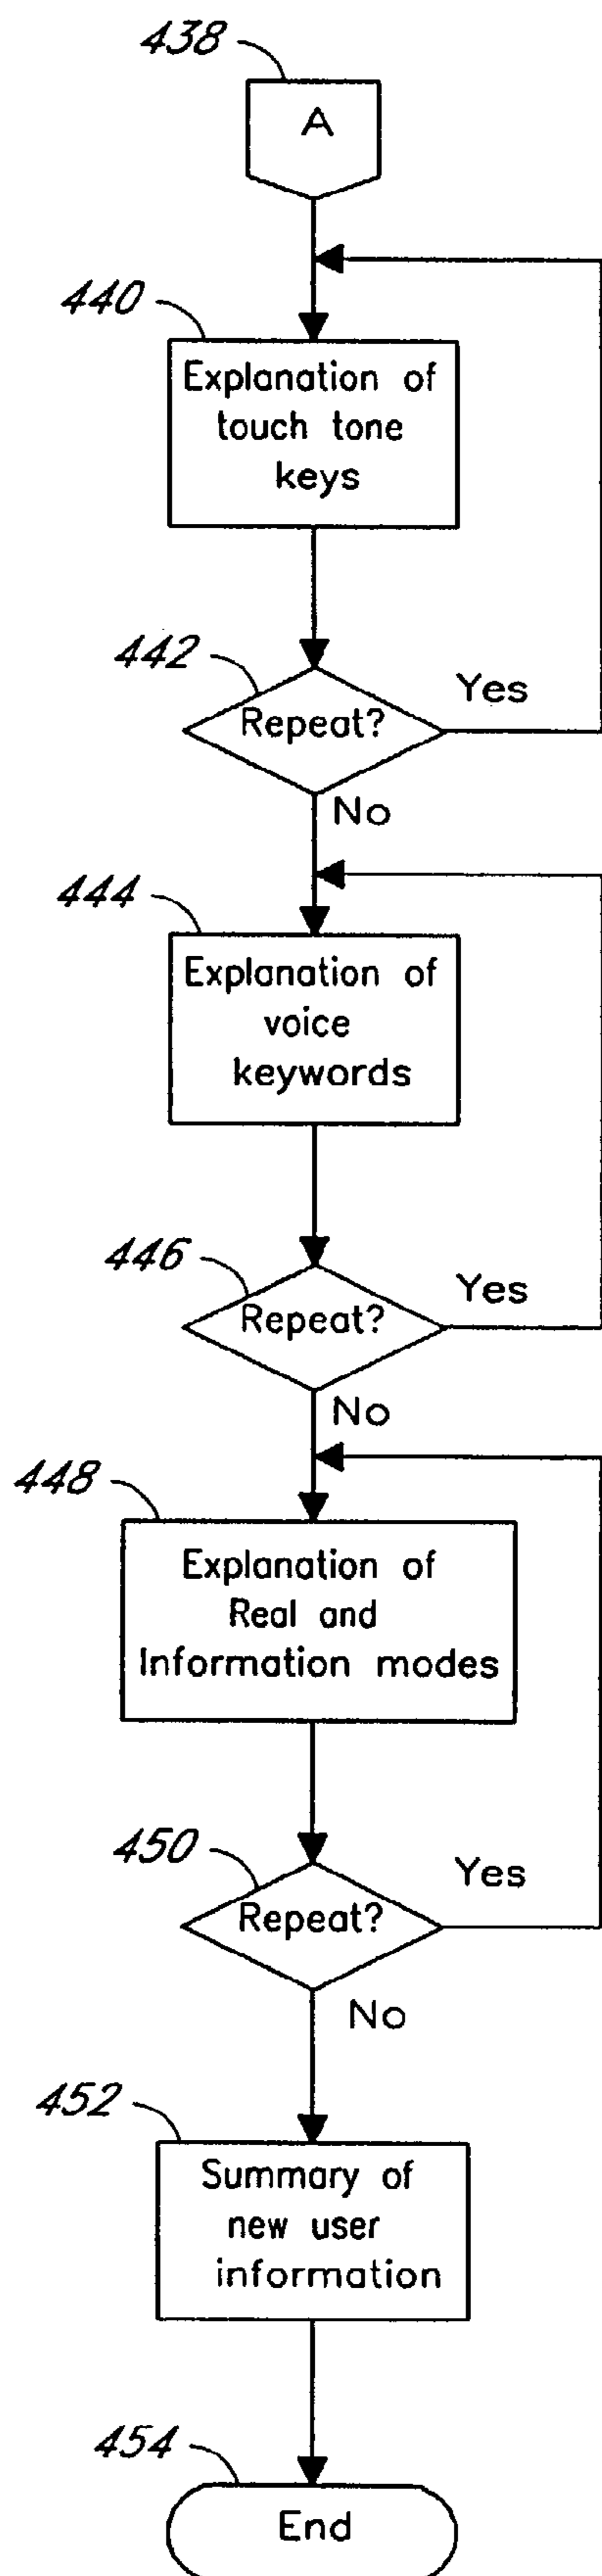 438
A
440
Explanation of
touch tone
keys
442
Repeat?
Yes
No
444
Explanation of
voice
keywords
446
Repeat?
Yes
No
448
Explanation of
Real and
Information modes
450
Repeat?
Yes
No
452
Summary of
new user
information
454
End